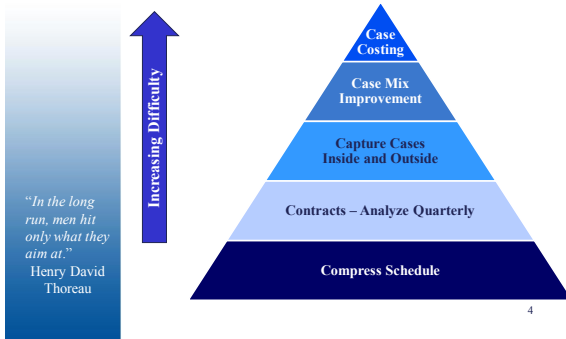 Case
Costing
Case Mix
Improvement
Capture Cases
Inside and Outside
Contracts – Analyze Quarterly
Compress Schedule
Increasing Difficulty
“In the long
run, men hit
only what they
aim at.”
Henry David
Thoreau
4